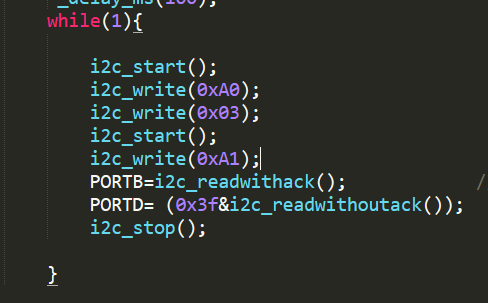 _delay_ms(100);
while(1){
i2c_start();
i2c_write(0xA0);
i2c_write(0x03);
i2c_start();
i2c_write(0xA1);
PORTB=i2c_readwithack(); /
PORTD= (0x3f&i2c_readwithoutack());
i2c_stop();
}